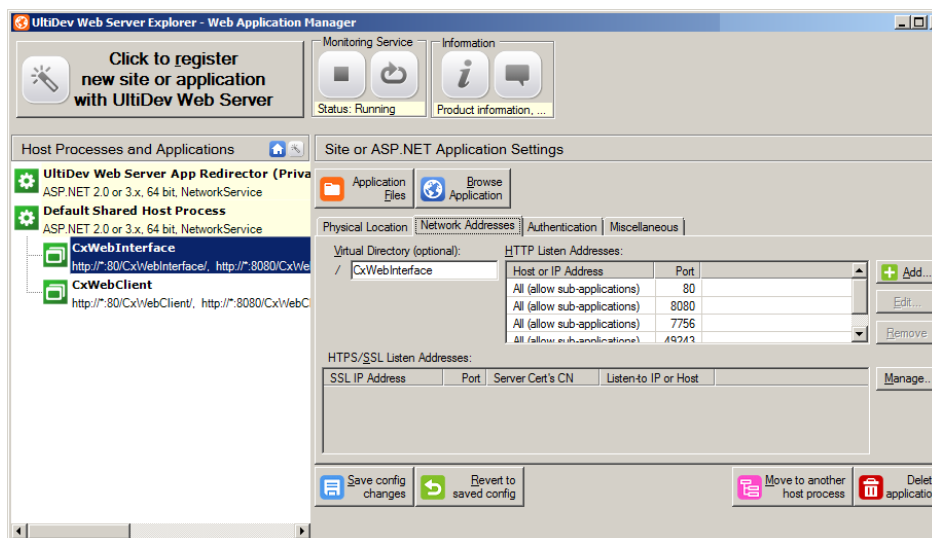 UltiDev Web Server Explorer - Web Application Manager
Click to register
new site or application
with UltiDev Web Server
Monitoring Service
Status: Running
Information
Product information, ...
Host Processes and Applications
UltiDev Web Server App Redirector (Priva
ASP.NET 2.0 or 3.x, 64 bit, NetworkService
Default Shared Host Process
ASP.NET 2.0 or 3.x, 64 bit, NetworkService
CxWebInterface
http://*:80/CxWebInterface/, http://*:8080/CxWe
CxWebClient
http://*:80/CxWebClient/, http://*:8080/CxWebC
Site or ASP.NET Application Settings
Application
Files
Browse
Application
Physical Location
Network Addresses
Authentication
Miscellaneous
Virtual Directory (optional):
/ CxWebInterface
HTTP Listen Addresses:
Host or IP Address Port
All (allow sub-applications) 80
All (allow sub-applications) 8080
All (allow sub-applications) 7756
All (allow sub-applications) 49243
Add...
Edit...
Remove
HTTPS/SSL Listen Addresses:
SSL IP Address Port Server Cert's CN Listen-to IP or Host
Manage..
Save config
changes
Revert to
saved config
Move to another
host process
Delet
applicatio